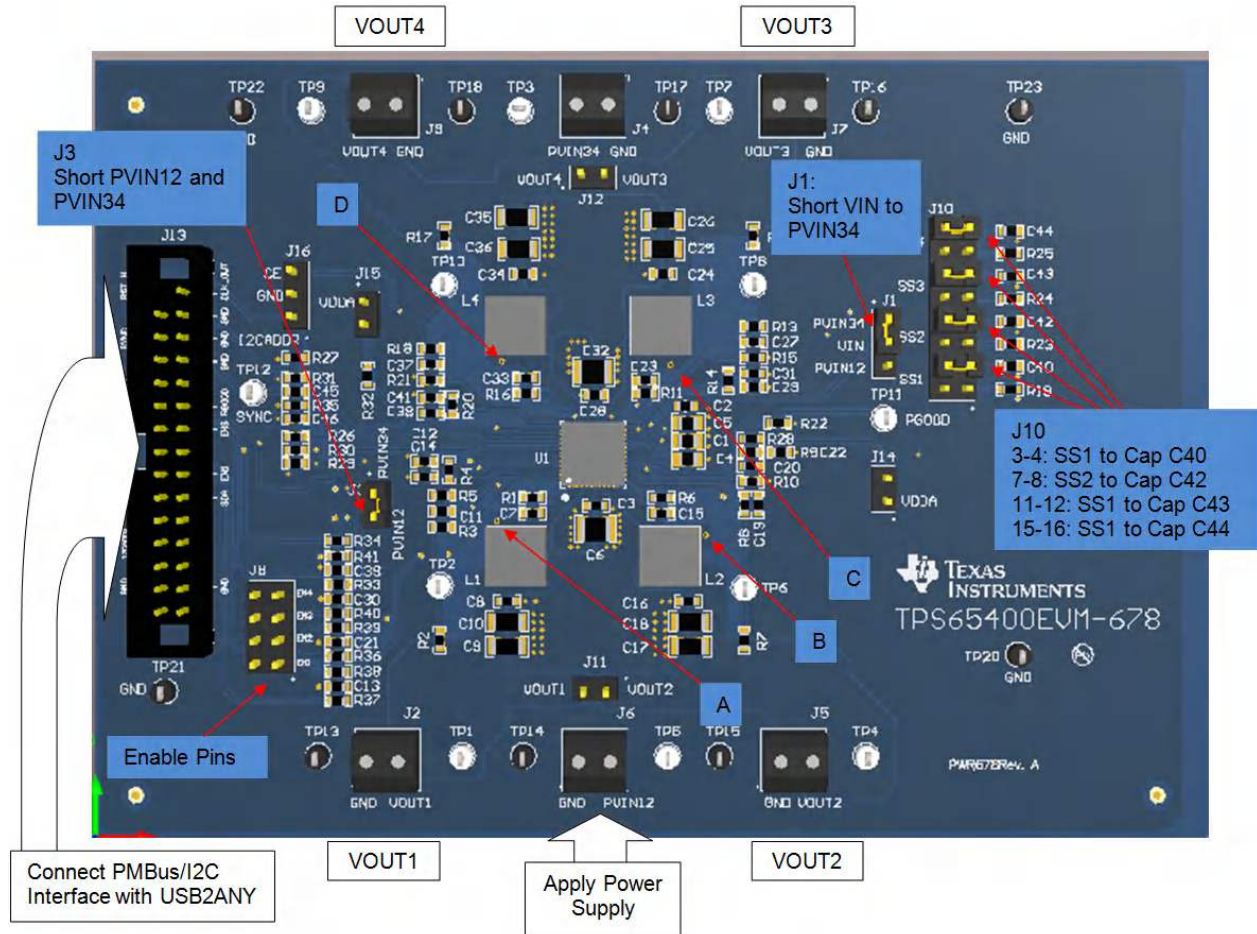 VOUT4
VOUT3
TP22
TP9
TP18
TP3
TP17
TP7
TP16
TP23
GND
J9
J4
J7
VOUT4 GND
PVIN34 GND
VOUT3 GND
J3
Short PVIN12 and
PVIN34
VOUT4
VOUT3
J12
J1:
Short VIN to
PVIN34
D
J10
J13
J16
CE
GND
I2CADDR
J15
VDDA
R17
C35
C36
C34
TP10
L4
C26
C25
C24
TP8
L3
C44
R25
C43
R24
C42
R23
C40
R19
SS3
SS2
SS1
J1
PVIN34
VIN
PVIN12
TP11
PGOOD
TP12
SYNC
R27
R31
C45
R35
C46
R26
R30
R29
R32
R18
C37
R21
C41
C38
R20
C33
R16
C32
C28
C23
R11
R14
R13
C27
R15
C31
C29
C2
C5
C1
C4
R22
R28
R9
C22
C20
R10
R8
C19
J14
VDDA
U1
C12
C14
R4
R5
C11
R3
PVIN34
PVIN12
R1
C7
C3
C6
R6
C15
J10
3-4: SS1 to Cap C40
7-8: SS2 to Cap C42
11-12: SS1 to Cap C43
15-16: SS1 to Cap C44
C
B
A
TEXAS
INSTRUMENTS
TPS65400EVM-678
TP20
GND
J8
R34
R41
C39
R33
C30
R40
R39
C21
R36
R38
C13
R37
TP2
L1
C8
C10
C9
R2
L2
C16
C18
C17
TP6
R7
TP21
GND
Enable Pins
J11
VOUT1
VOUT2
TP13
J2
TP1
TP14
J6
TP5
TP15
J5
TP4
GND VOUT1
GND PVIN12
GND VOUT2
PWR678Rev. A
Connect PMBus/I2C
Interface with USB2ANY
VOUT1
Apply Power
Supply
VOUT2